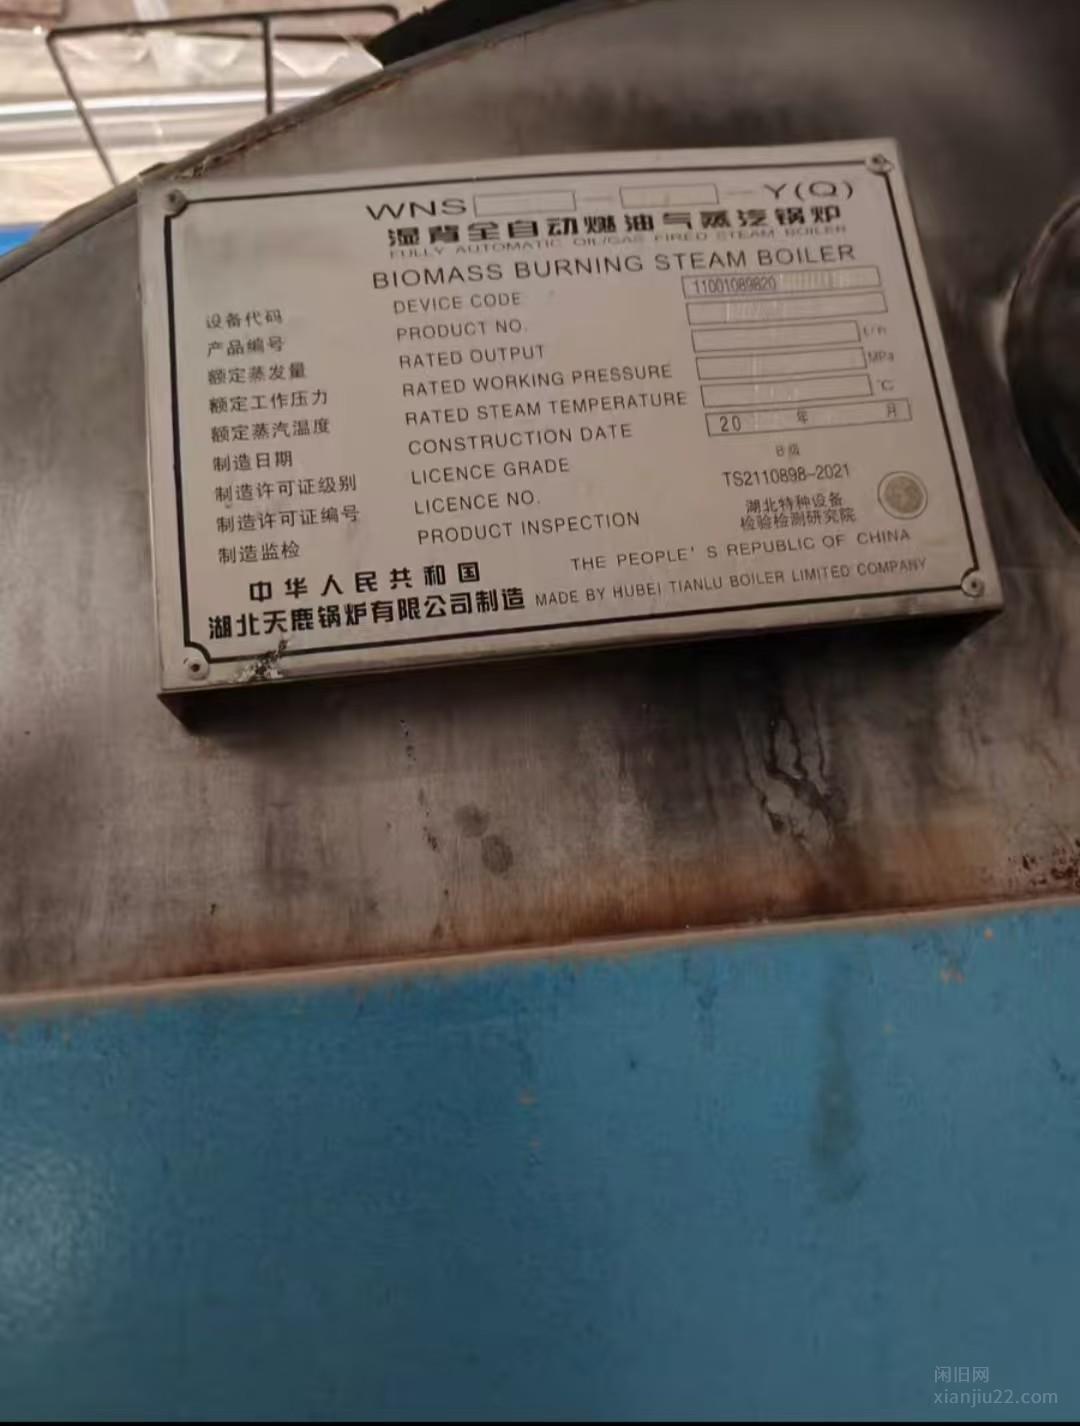 WNS — — Y(Q)
湿背全自动燃油气蒸汽锅炉
FULLY AUTOMATIC OIL/GAS FIRED STEAM BOILER
BIOMASS BURNING STEAM BOILER
设备代码 DEVICE CODE 11001089820
产品编号 PRODUCT NO.
额定蒸发量 RATED OUTPUT t/h
额定工作压力 RATED WORKING PRESSURE MPa
额定蒸汽温度 RATED STEAM TEMPERATURE ℃
制造日期 CONSTRUCTION DATE 20 年 月
制造许可证级别 LICENCE GRADE B级
制造许可证编号 LICENCE NO. TS2110898-2021
制造监检 PRODUCT INSPECTION 湖北特种设备
检验检测研究院
中华人民共和国 THE PEOPLE'S REPUBLIC OF CHINA
湖北天鹿锅炉有限公司制造 MADE BY HUBEI TIANLU BOILER LIMITED COMPANY
闲旧网
xianjiu22.com